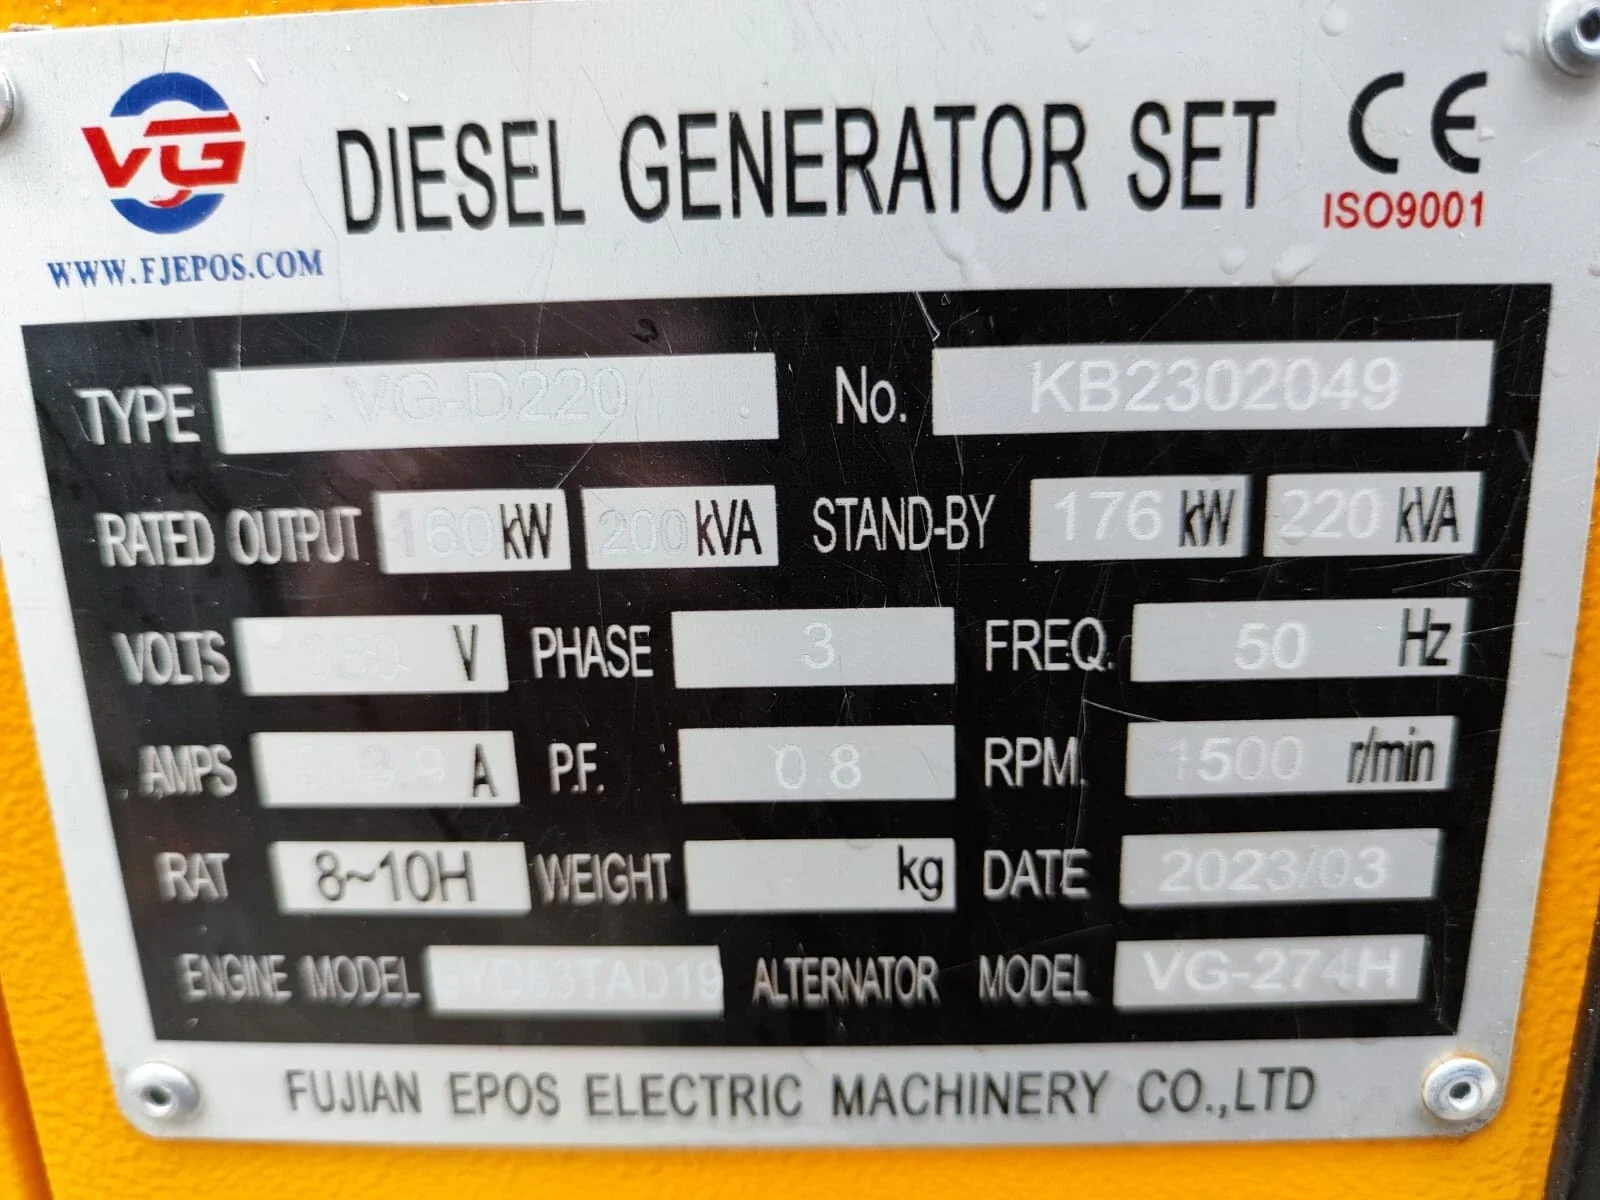 VG
DIESEL GENERATOR SET
CE
ISO9001
WWW.FJEPOS.COM
TYPE VG-D220 No. KB2302049
RATED OUTPUT 160 kW 200 kVA STAND-BY 176 kW 220 kVA
VOLTS V PHASE 3 FREQ. 50 Hz
AMPS A P.F. 0.8 RPM. 1500 r/min
RAT 8~10H WEIGHT kg DATE 2023/03
ENGINE MODEL ALTERNATOR MODEL VG-274H
FUJIAN EPOS ELECTRIC MACHINERY CO.,LTD